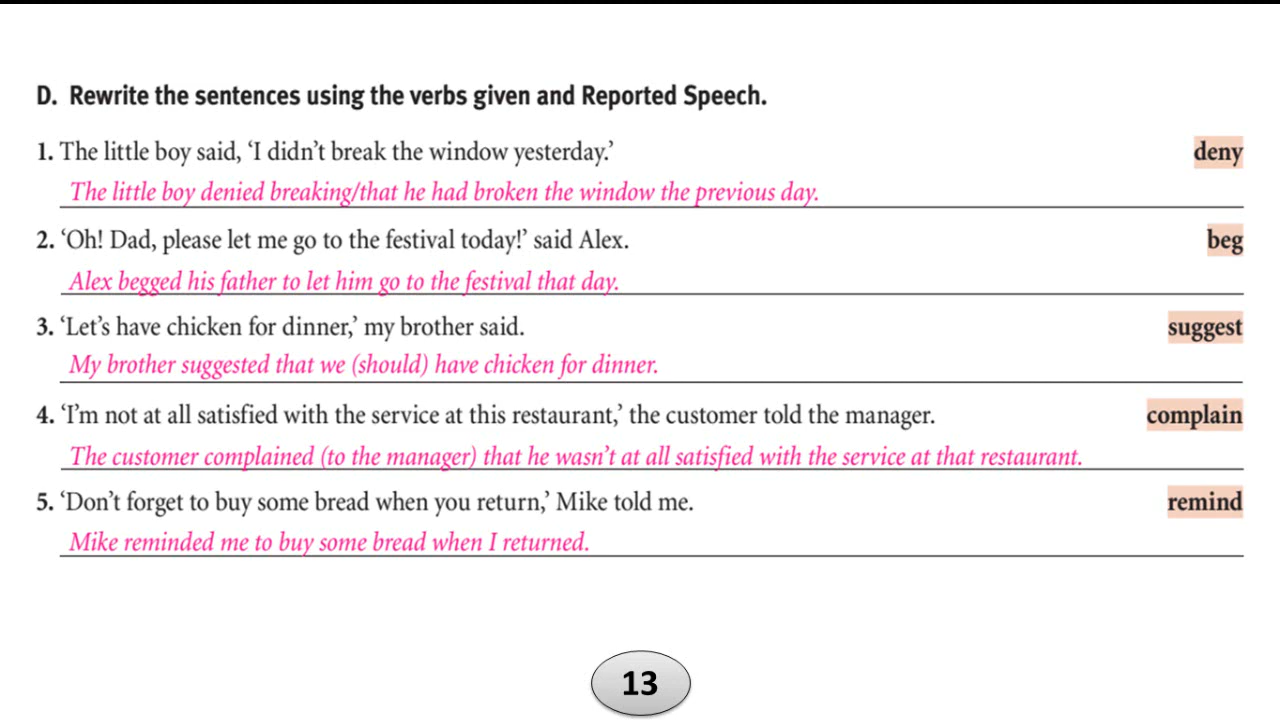 D. Rewrite the sentences using the verbs given and Reported Speech.
1. The little boy said, ‘I didn’t break the window yesterday.’ deny
The little boy denied breaking/that he had broken the window the previous day.
2. ‘Oh! Dad, please let me go to the festival today!’ said Alex. beg
Alex begged his father to let him go to the festival that day.
3. ‘Let’s have chicken for dinner,’ my brother said. suggest
My brother suggested that we (should) have chicken for dinner.
4. ‘I’m not at all satisfied with the service at this restaurant,’ the customer told the manager. complain
The customer complained (to the manager) that he wasn’t at all satisfied with the service at that restaurant.
5. ‘Don’t forget to buy some bread when you return,’ Mike told me. remind
Mike reminded me to buy some bread when I returned.
13